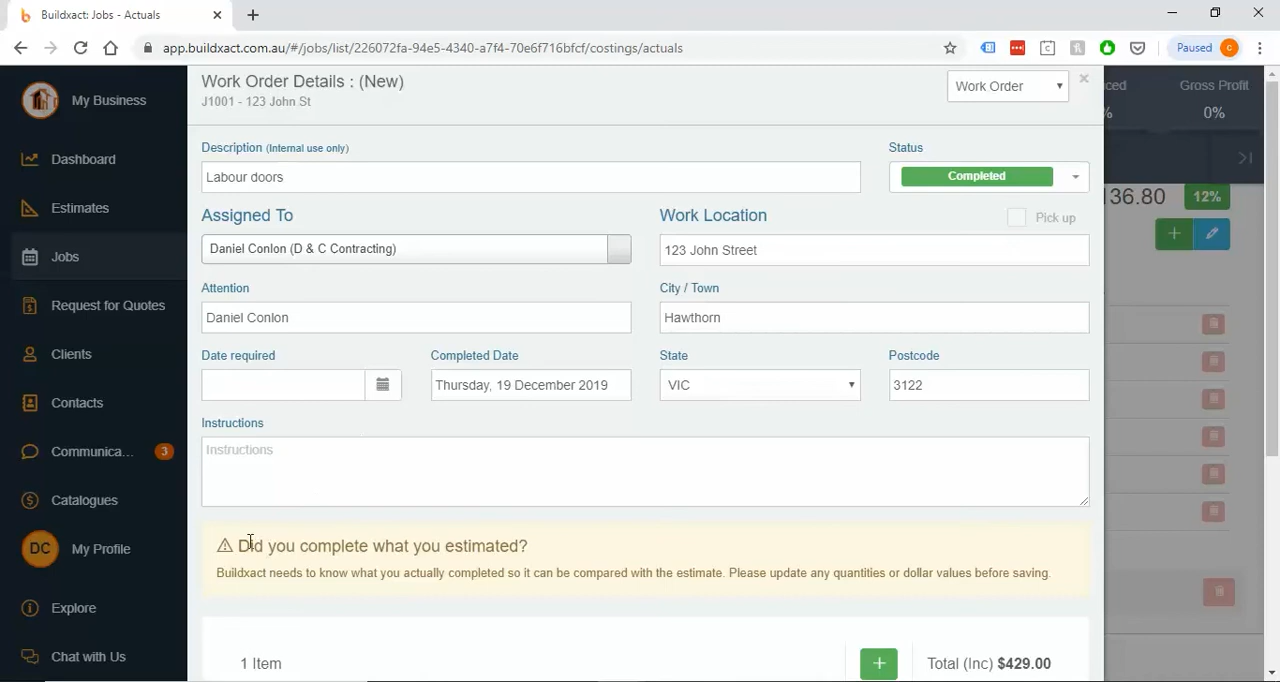 Buildxact: Jobs - Actuals
app.buildxact.com.au/#/jobs/list/226072fa-94e5-4340-a7f4-70e6f716bfcf/costings/actuals
Paused
My Business
Dashboard
Estimates
Jobs
Request for Quotes
Clients
Contacts
Communica... 3
Catalogues
DC My Profile
Explore
Chat with Us
Work Order Details : (New)
J1001 - 123 John St
Work Order
Description (Internal use only)
Labour doors
Status
Completed
Assigned To
Daniel Conlon (D & C Contracting)
Work Location
Pick up
123 John Street
Attention
Daniel Conlon
City / Town
Hawthorn
Date required
Completed Date
Thursday, 19 December 2019
State
VIC
Postcode
3122
Instructions
Instructions
Did you complete what you estimated?
Buildxact needs to know what you actually completed so it can be compared with the estimate. Please update any quantities or dollar values before saving.
1 Item
Total (Inc) $429.00
Gross Profit
%
0%
136.80
12%